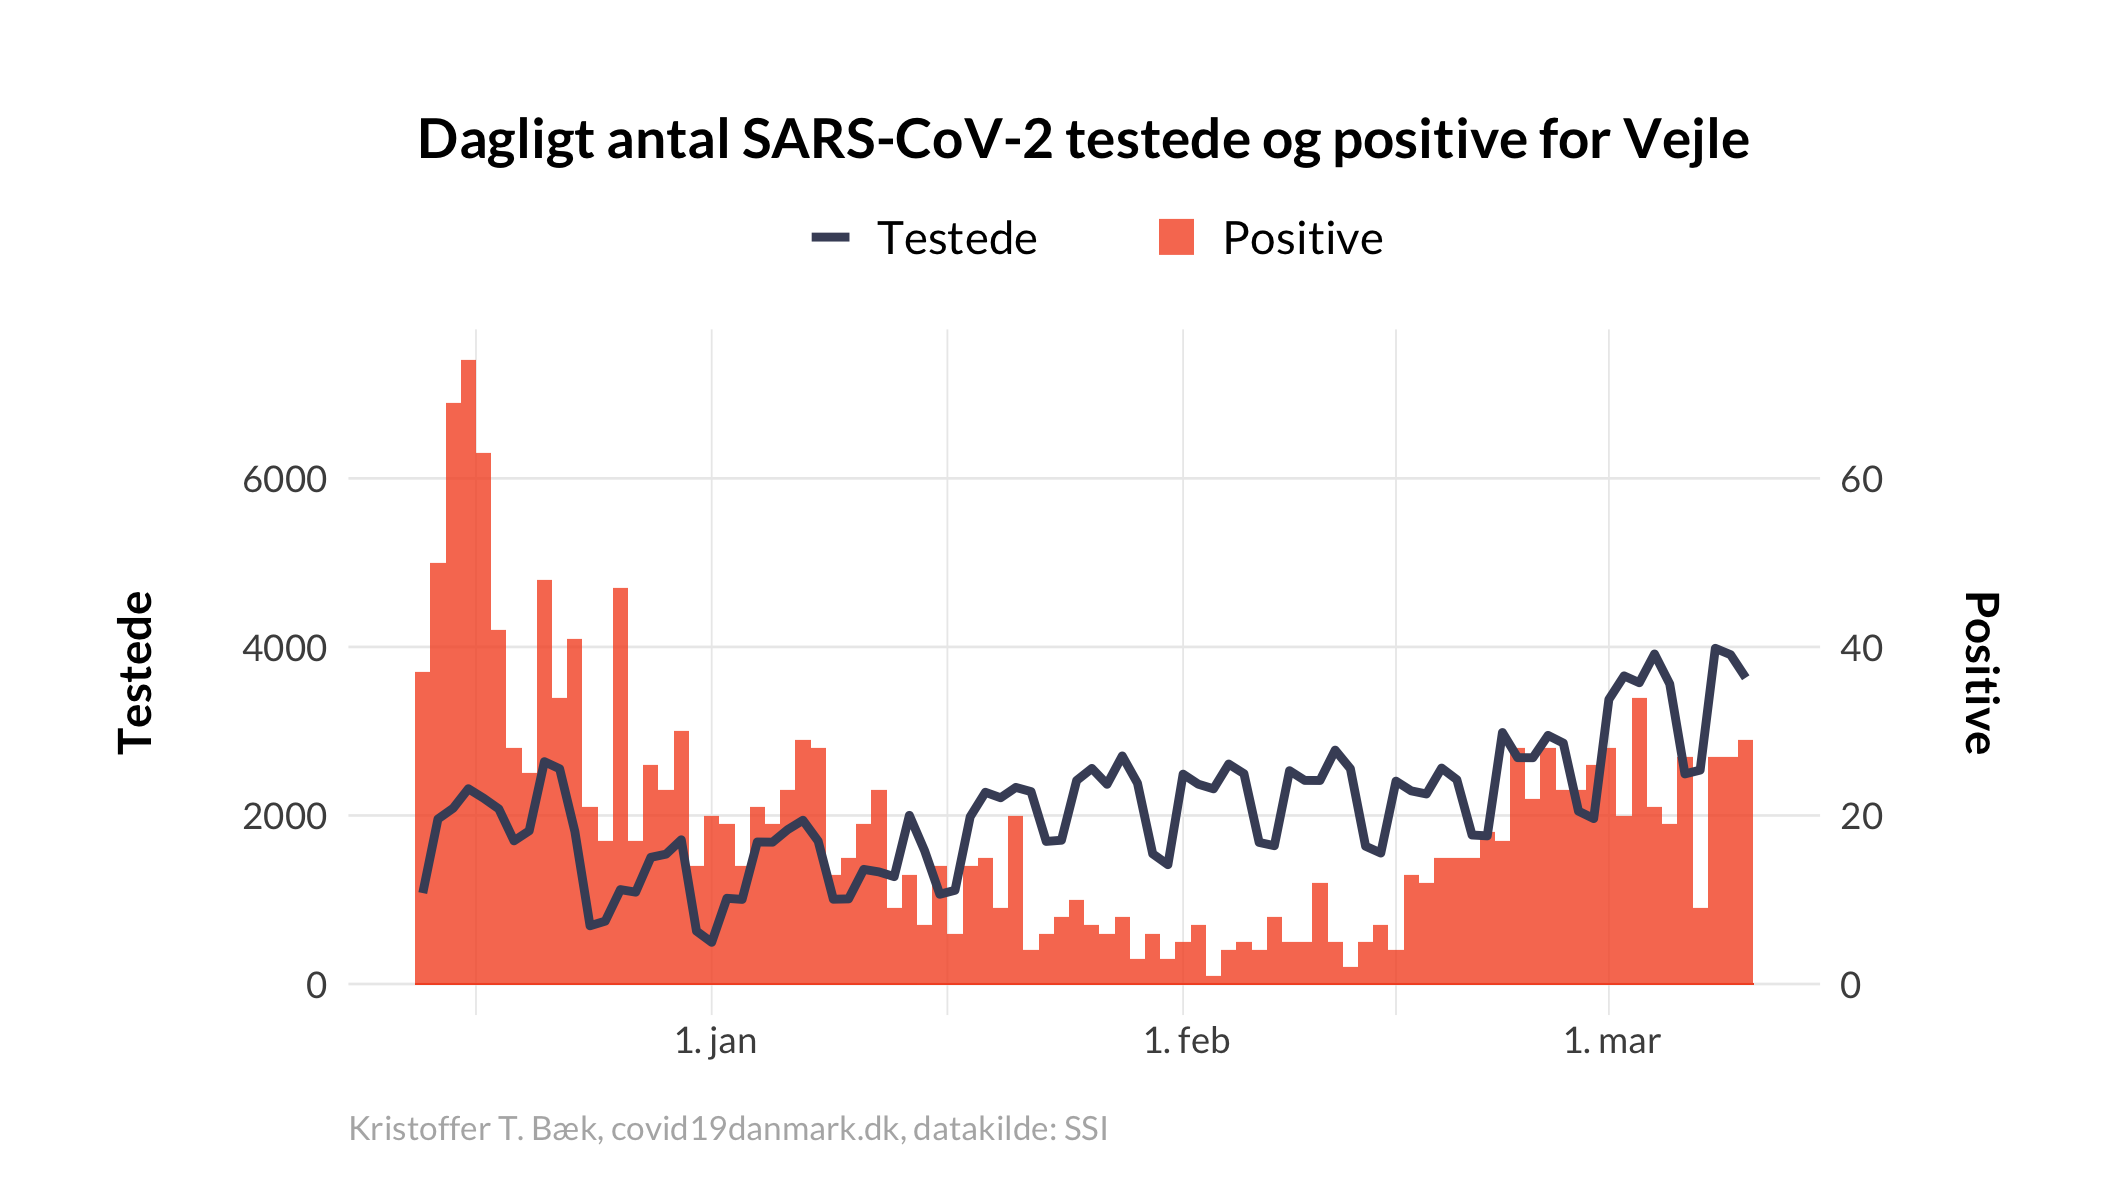 Dagligt antal SARS-CoV-2 testede og positive for Vejle
Testede
Positive
Testede
6000
4000
2000
0
60
40
20
0
Positive
1. jan
1. feb
1. mar
Kristoffer T. Bæk, covid19danmark.dk, datakilde: SSI